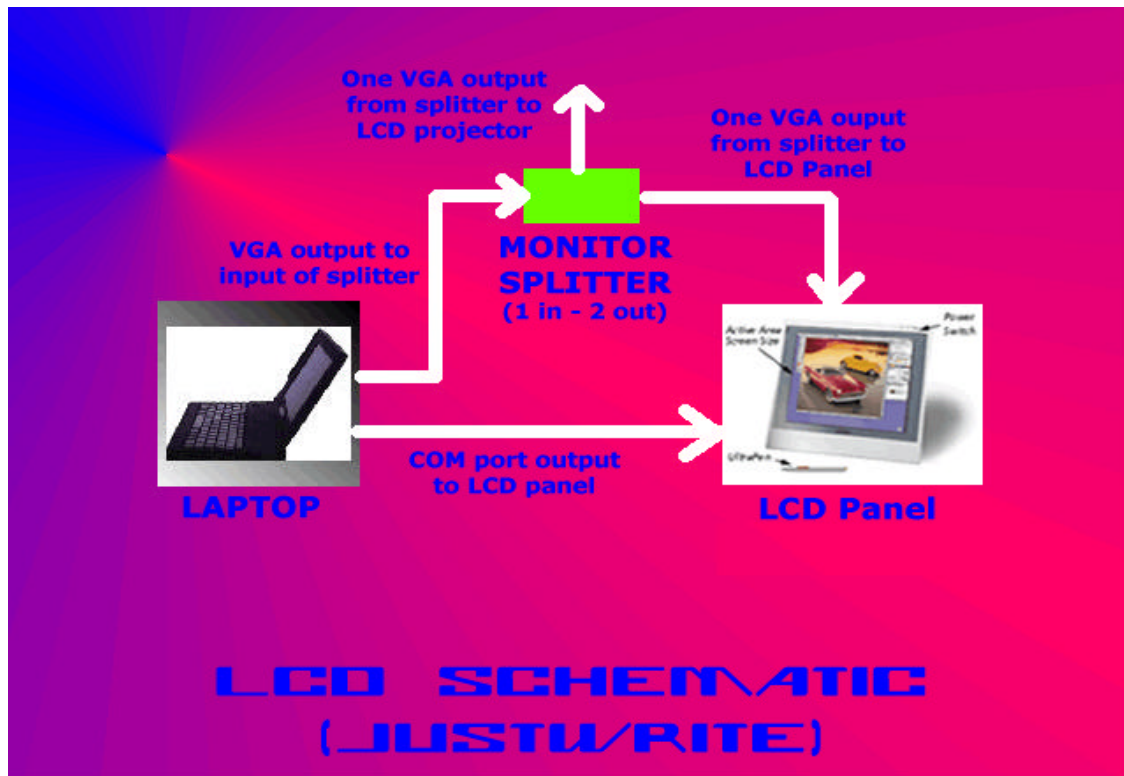 One VGA output
from splitter to
LCD projector
One VGA ouput
from splitter to
LCD Panel
VGA output to
input of splitter
MONITOR
SPLITTER
(1 in - 2 out)
Power
Switch
Active Area
Screen Size
UltraPen
COM port output
to LCD panel
LAPTOP
LCD Panel
LCD SCHEMATIC
(JUSTWRITE)